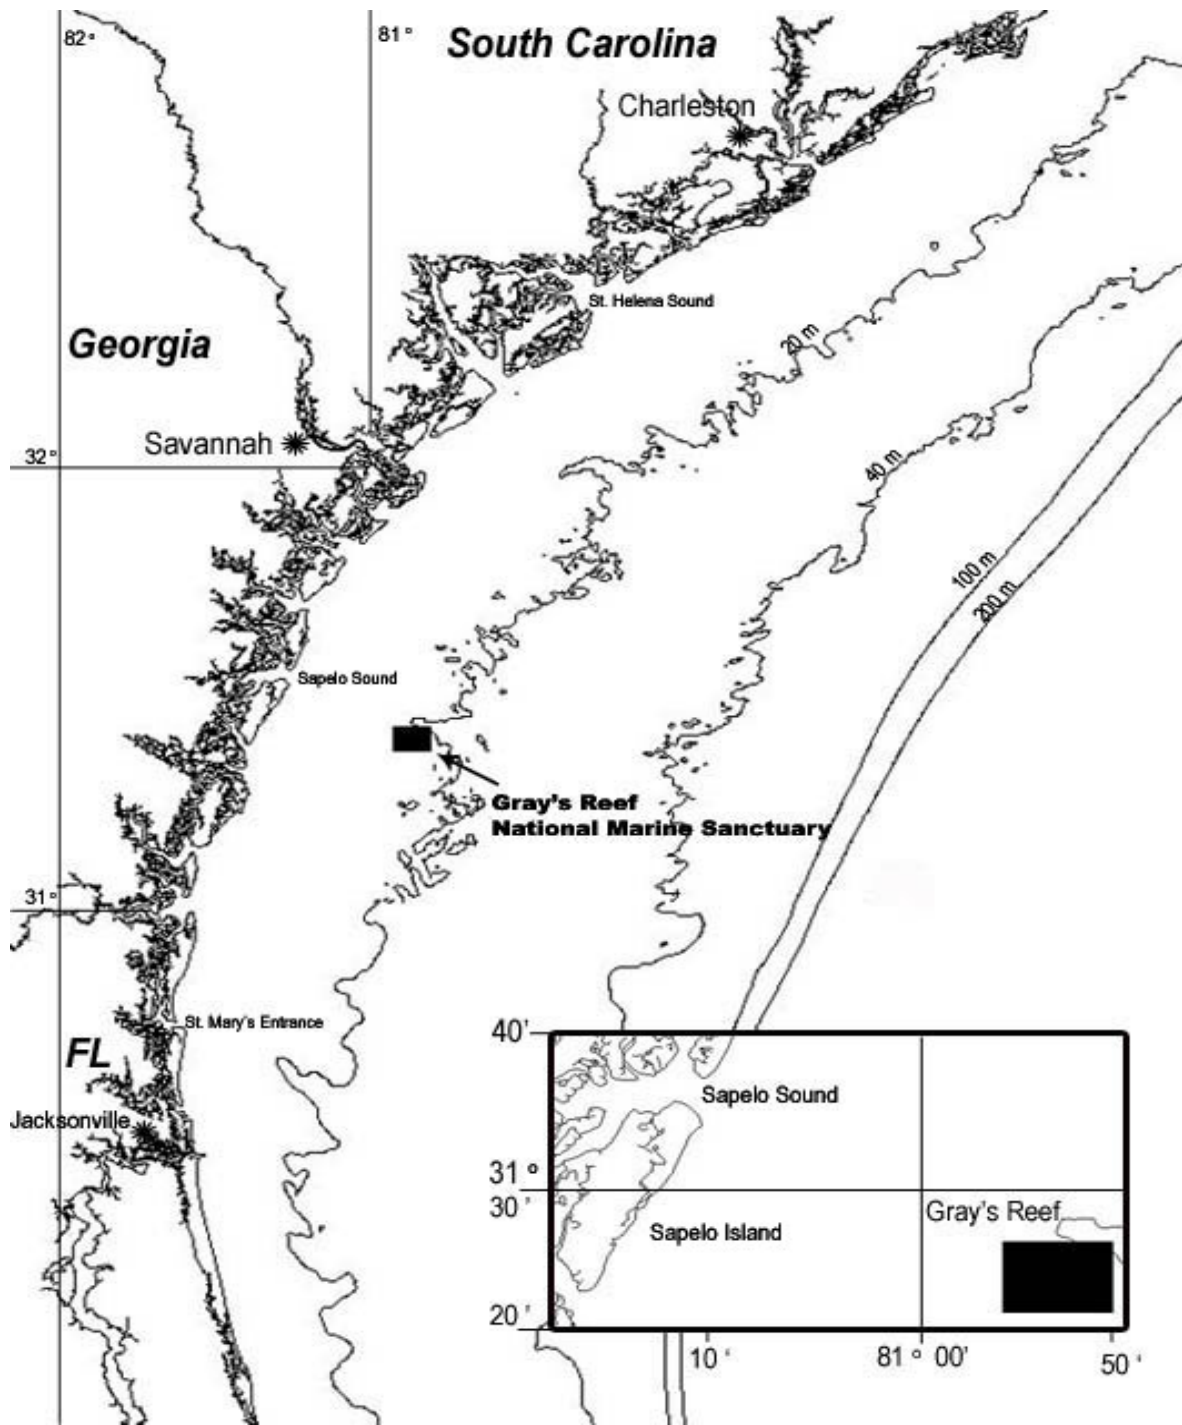 82°
81°
South Carolina
Charleston
St. Helena Sound
Georgia
20 m
Savannah
32°
40 m
100 m
200 m
Sapelo Sound
Gray's Reef
National Marine Sanctuary
31°
St. Mary's Entrance
FL
Jacksonville
40'
Sapelo Sound
31°
30'
Gray's Reef
Sapelo Island
20'
10'
81° 00'
50'